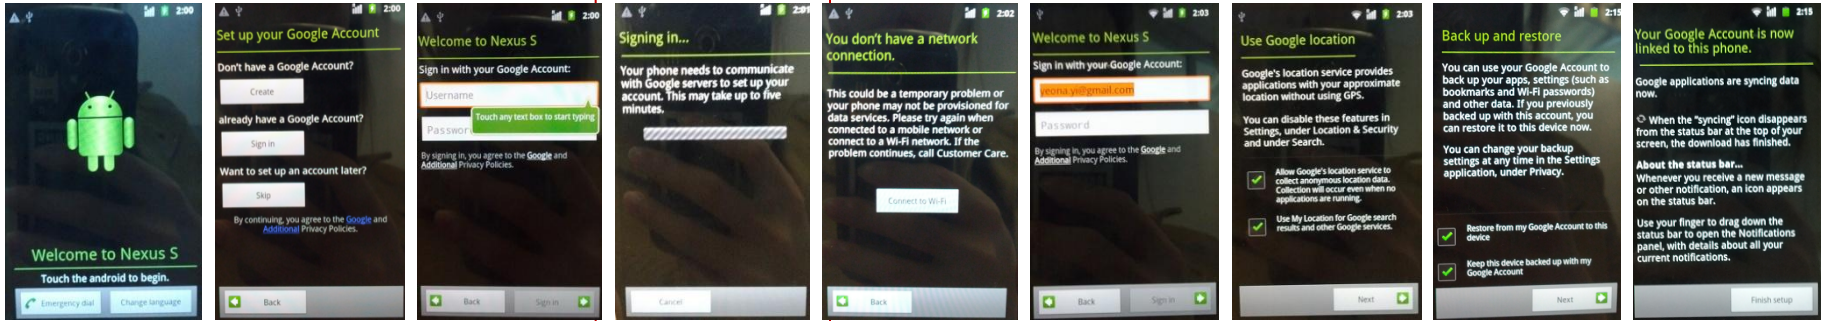 2:00
Welcome to Nexus S
Touch the android to begin.
Emergency dial
Change language
2:00
Set up your Google Account
Don't have a Google Account?
Create
already have a Google Account?
Sign in
Want to set up an account later?
Skip
By continuing, you agree to the Google and
Additional Privacy Policies.
Back
2:00
Welcome to Nexus S
Sign in with your Google Account:
Username
Touch any text box to start typing
Passwor
By signing in, you agree to the Google and
Additional Privacy Policies.
Back
Sign in
2:01
Signing in...
Your phone needs to communicate
with Google servers to set up your
account. This may take up to five
minutes.
Cancel
2:02
You don't have a network
connection.
This could be a temporary problem or
your phone may not be provisioned for
data services. Please try again when
connected to a mobile network or
connect to a Wi-Fi network. If the
problem continues, call Customer Care.
Connect to Wi-Fi
Back
2:03
Welcome to Nexus S
Sign in with your Google Account:
yeona.yi@gmail.com
Password
By signing in, you agree to the Google and
Additional Privacy Policies.
Back
Sign in
2:03
Use Google location
Google's location service provides
applications with your approximate
location without using GPS.
You can disable these features in
Settings, under Location & Security
and under Search.
Allow Google's location service to
collect anonymous location data.
Collection will occur even when no
applications are running.
Use My Location for Google search
results and other Google services.
Next
2:15
Back up and restore
You can use your Google Account to
back up your apps, settings (such as
bookmarks and Wi-Fi passwords)
and other data. If you previously
backed up with this account, you
can restore it to this device now.
You can change your backup
settings at any time in the Settings
application, under Privacy.
Restore from my Google Account to this
device
Keep this device backed up with my
Google Account
Next
2:15
Your Google Account is now
linked to this phone.
Google applications are syncing data
now.
When the "syncing" icon disappears
from the status bar at the top of your
screen, the download has finished.
About the status bar...
Whenever you receive a new message
or other notification, an icon appears
on the status bar.
Use your finger to drag down the
status bar to open the Notifications
panel, with details about all your
current notifications.
Finish setup